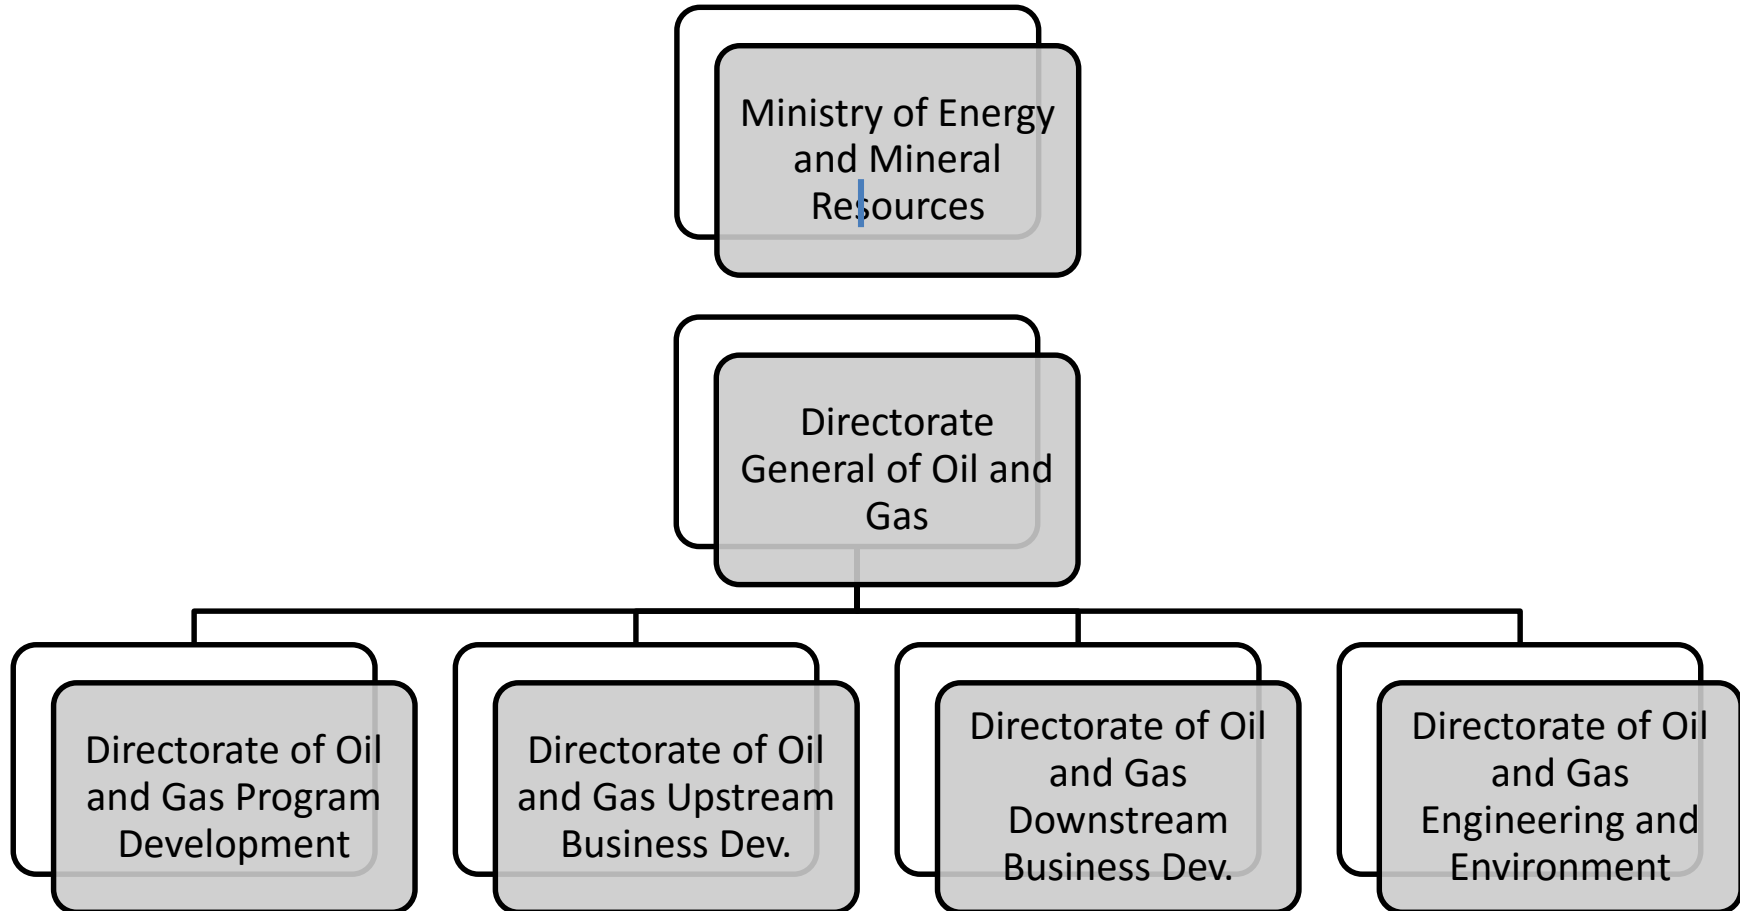 Ministry of Energy
and Mineral
Resources
Directorate
General of Oil and
Gas
Directorate of Oil
and Gas Program
Development
Directorate of Oil
and Gas Upstream
Business Dev.
Directorate of Oil
and Gas
Downstream
Business Dev.
Directorate of Oil
and Gas
Engineering and
Environment